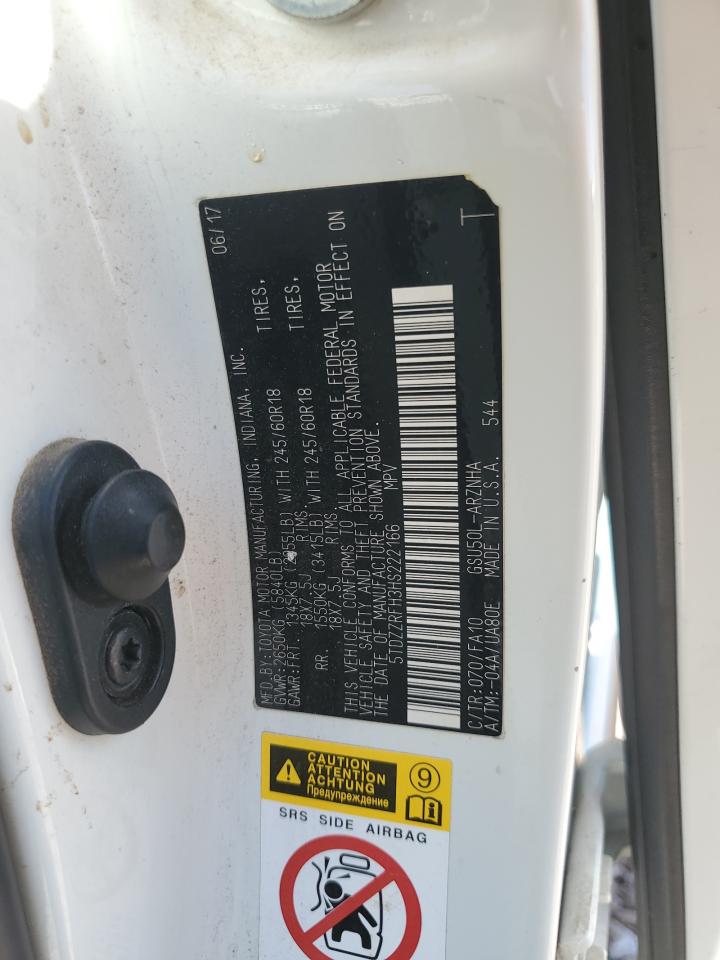 06/17
MFD.BY:TOYOTA MOTOR MANUFACTURING, INDIANA, INC.
GVWR:2650KG( 5840LB)
GAWR:FRT. 1349KG (2955LB) WITH 245/60R18 TIRES,
18X7.5J RIMS.
RR. 1550KG (3415LB) WITH 245/60R18 TIRES,
18X7.5J RIMS.
THIS VEHICLE CONFORMS TO ALL APPLICABLE FEDERAL MOTOR
VEHICLE SAFETY AND THEFT PREVENTION STANDARDS IN EFFECT ON
THE DATE OF MANUFACTURE SHOWN ABOVE.
5TDZZRFH3HS222166 MPV
T
C/TR:070/FA10 GSU50L-ARZNHA
A/TM:-04A/UA80E MADE IN U.S.A. 544
CAUTION
ATTENTION
ACHTUNG
Предупреждение
9
i
SRS SIDE AIRBAG